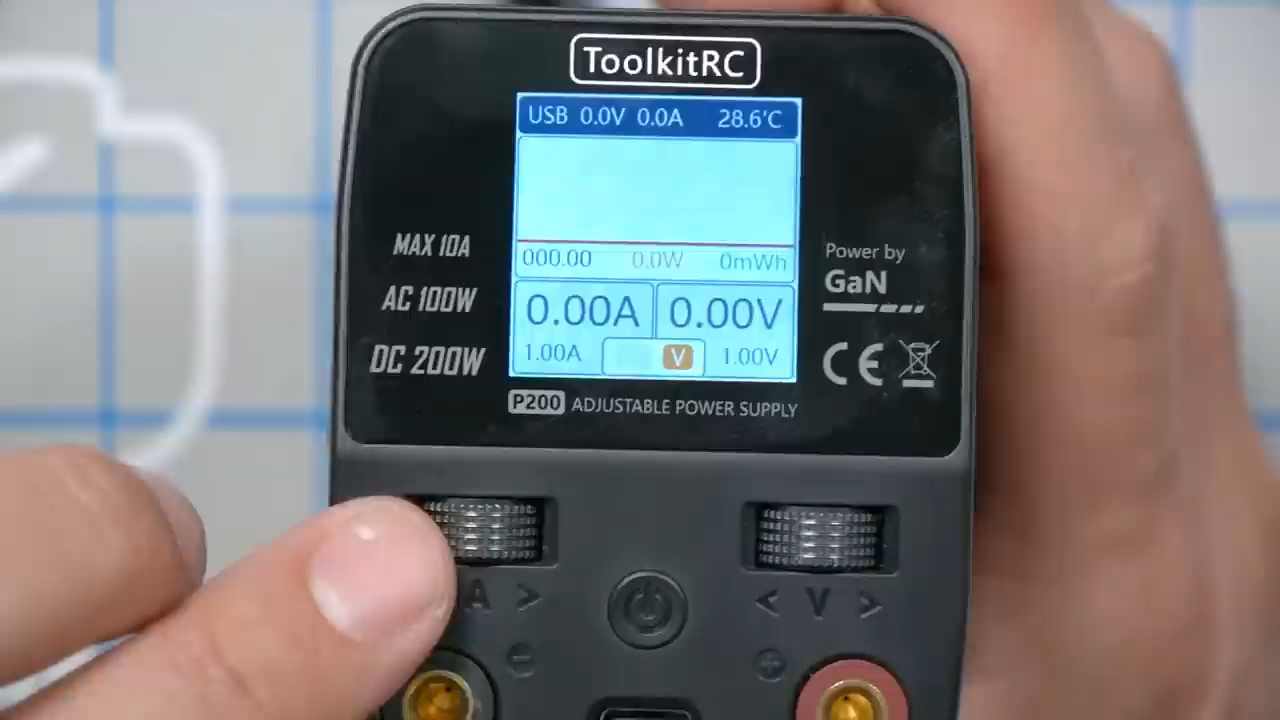 ToolkitRC
USB 0.0V 0.0A 28.6'C
000.00 0.0W 0mWh
0.00A 0.00V
1.00A V 1.00V
MAX 10A
AC 100W
DC 200W
Power by
GaN
CE
P200 ADJUSTABLE POWER SUPPLY
A >
< V >